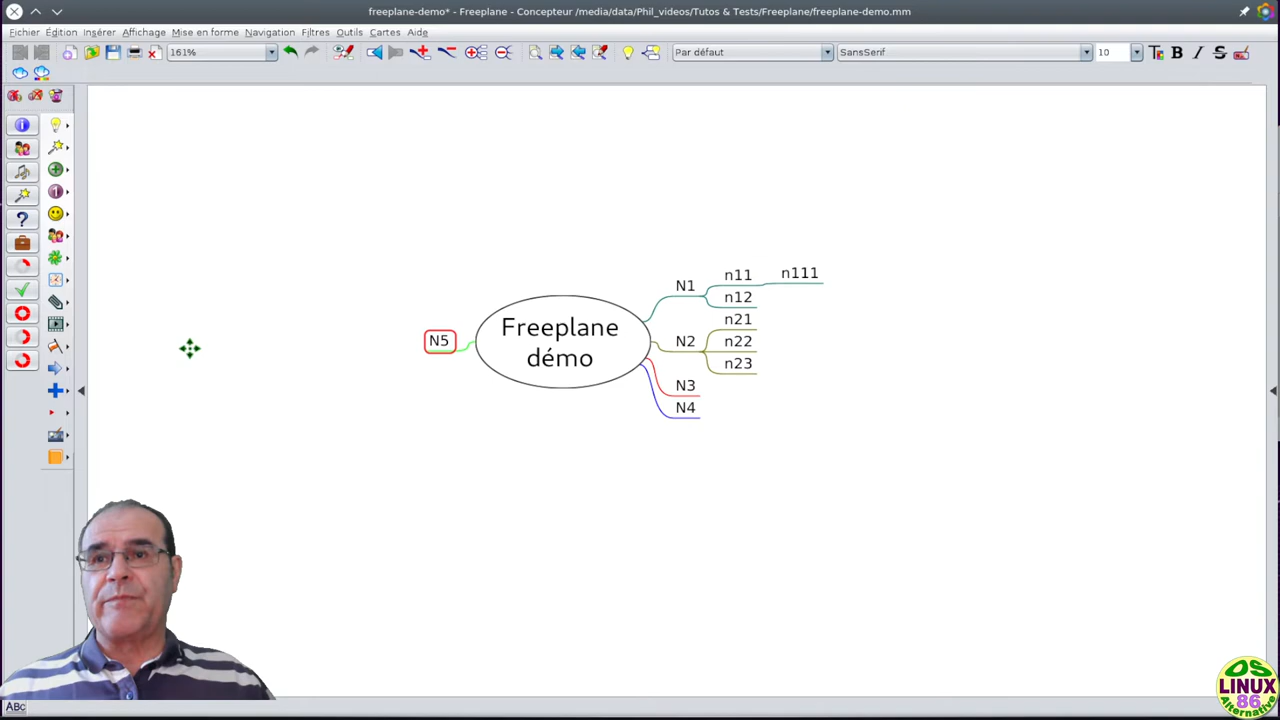 freeplane-demo* - Freeplane - Concepteur /media/data/Phil_videos/Tutos & Tests/Freeplane/freeplane-demo.mm
Fichier Édition Insérer Affichage Mise en forme Navigation Filtres Outils Cartes Aide
161% Par défaut SansSerif 10
N1
n11
n111
n12
N2
n21
n22
n23
N3
N4
Freeplane
démo
N5
ABc
OS
LINUX
86
Alternative